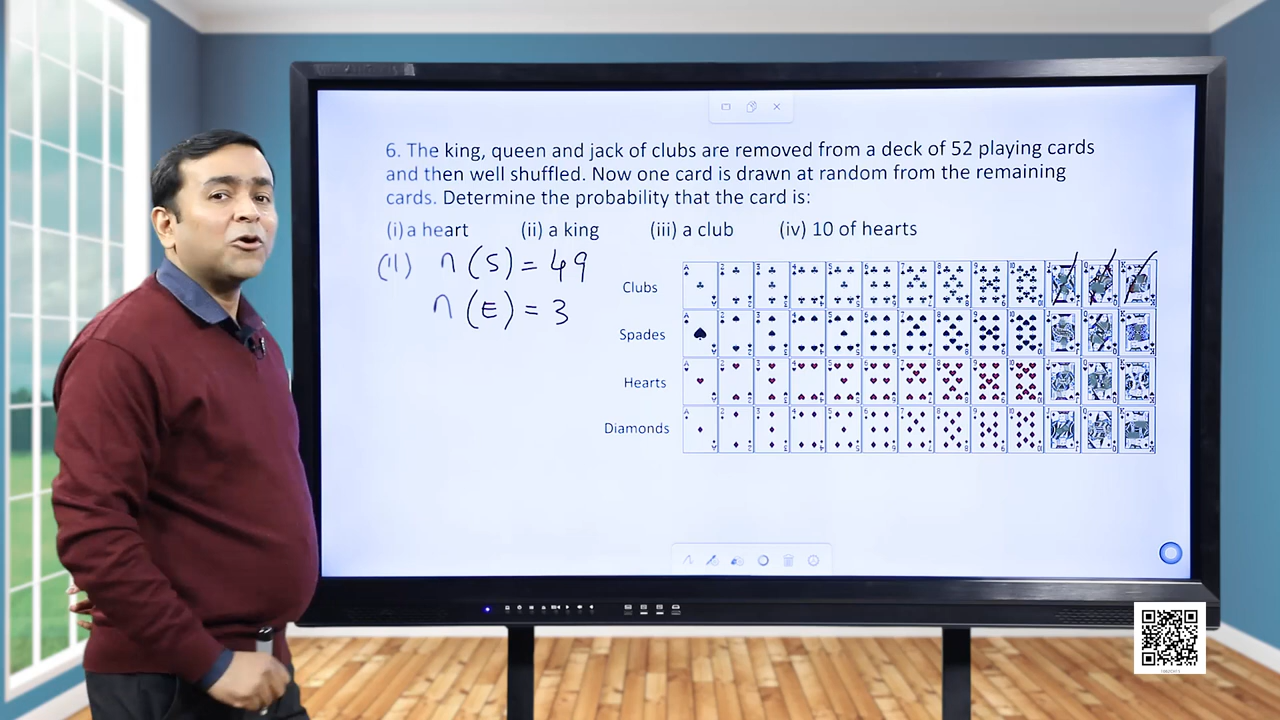 6. The king, queen and jack of clubs are removed from a deck of 52 playing cards
and then well shuffled. Now one card is drawn at random from the remaining
cards. Determine the probability that the card is:
(i) a heart (ii) a king (iii) a club (iv) 10 of hearts
(ii) n(S) = 49
n(E) = 3
Clubs
Spades
Hearts
Diamonds